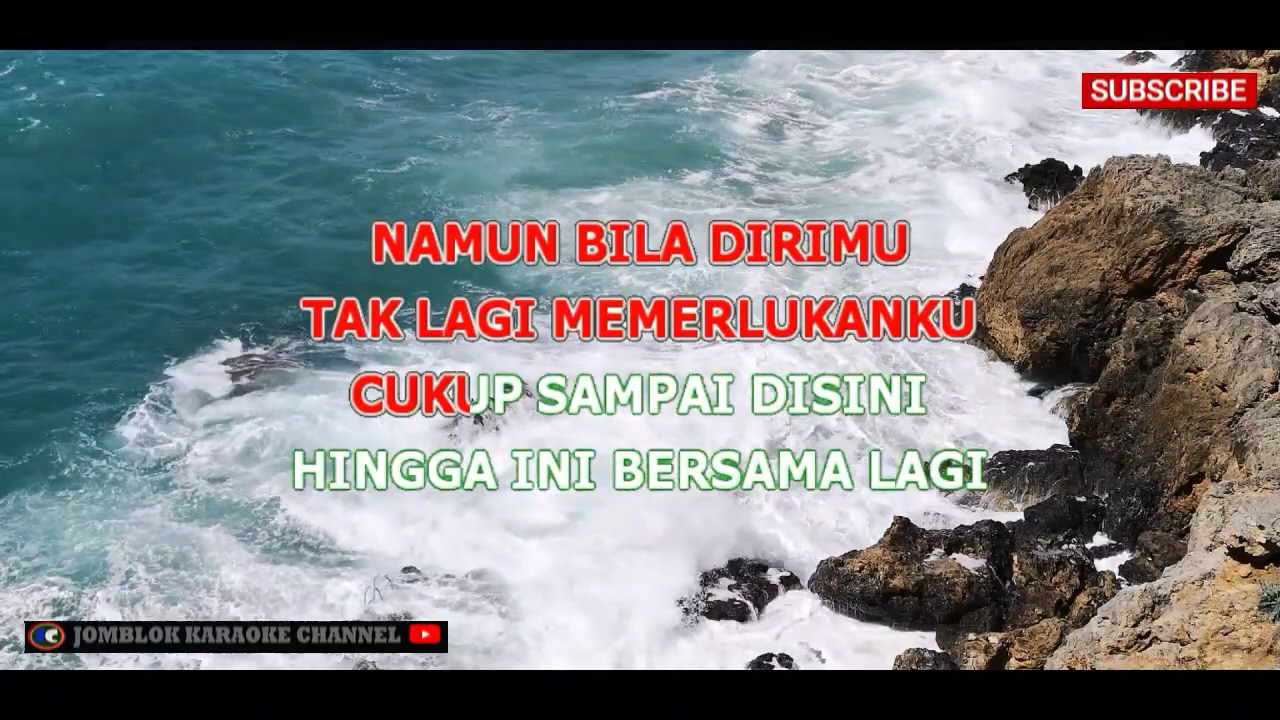 SUBSCRIBE
NAMUN BILA DIRIMU
TAK LAGI MEMERLUKANKU
CUKUP SAMPAI DISINI
HINGGA INI BERSAMA LAGI
JOMBLOK KARAOKE CHANNEL